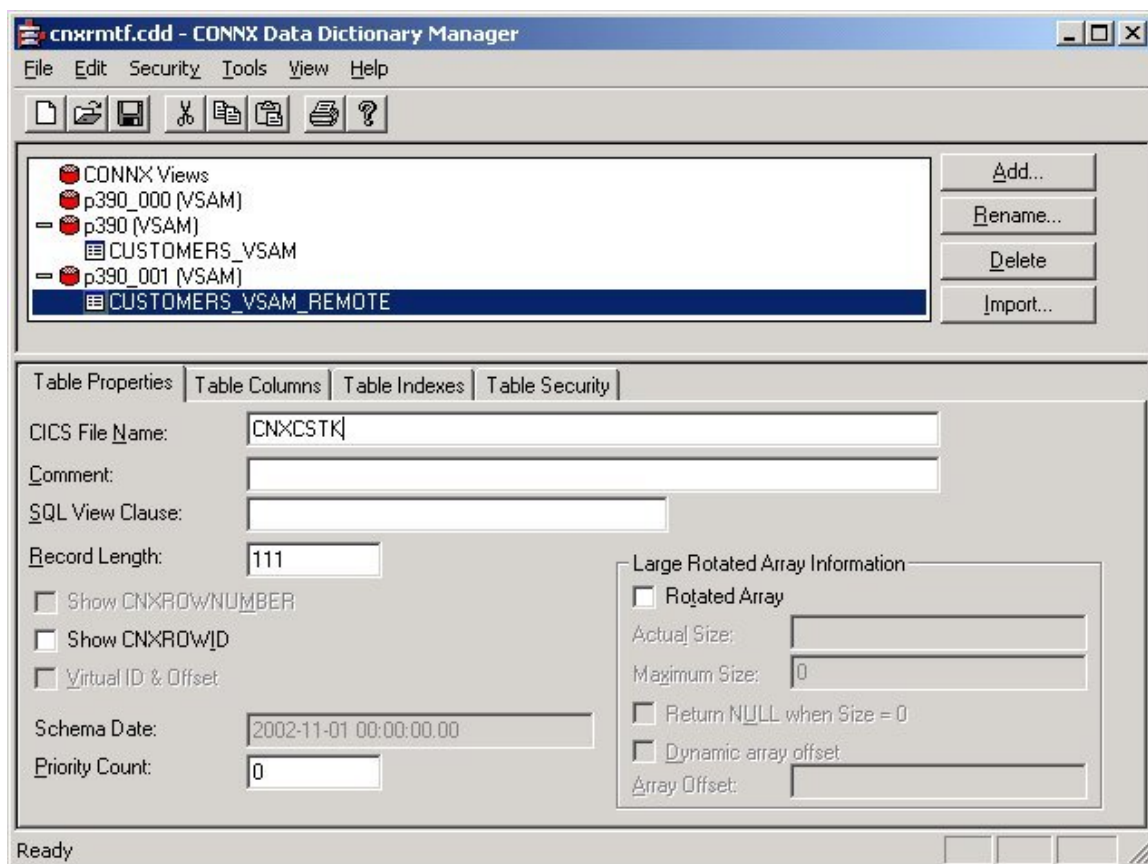 cnxrmtf.cdd - CONNX Data Dictionary Manager
File Edit Security Tools View Help
CONNX Views
p390_000 (VSAM)
p390 (VSAM)
CUSTOMERS_VSAM
p390_001 (VSAM)
CUSTOMERS_VSAM_REMOTE
Add...
Rename...
Delete
Import...
Table Properties Table Columns Table Indexes Table Security
CICS File Name: CNXCSTK
Comment:
SQL View Clause:
Record Length: 111
Show CNXROWNUMBER
Show CNXROWID
Virtual ID & Offset
Schema Date: 2002-11-01 00:00:00.00
Priority Count: 0
Large Rotated Array Information
Rotated Array
Actual Size:
Maximum Size: 0
Return NULL when Size = 0
Dynamic array offset
Array Offset:
Ready